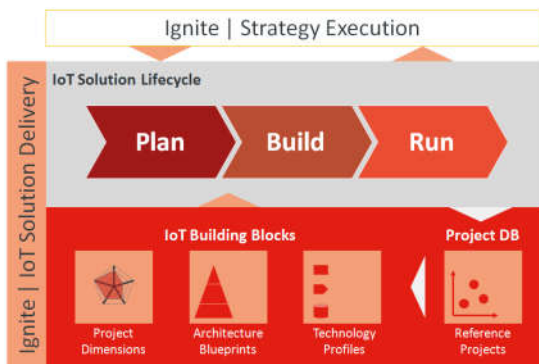 Ignite | Strategy Execution
Ignite | IoT Solution Delivery
IoT Solution Lifecycle
Plan
Build
Run
IoT Building Blocks
Project DB
Project
Dimensions
Architecture
Blueprints
Technology
Profiles
Reference
Projects